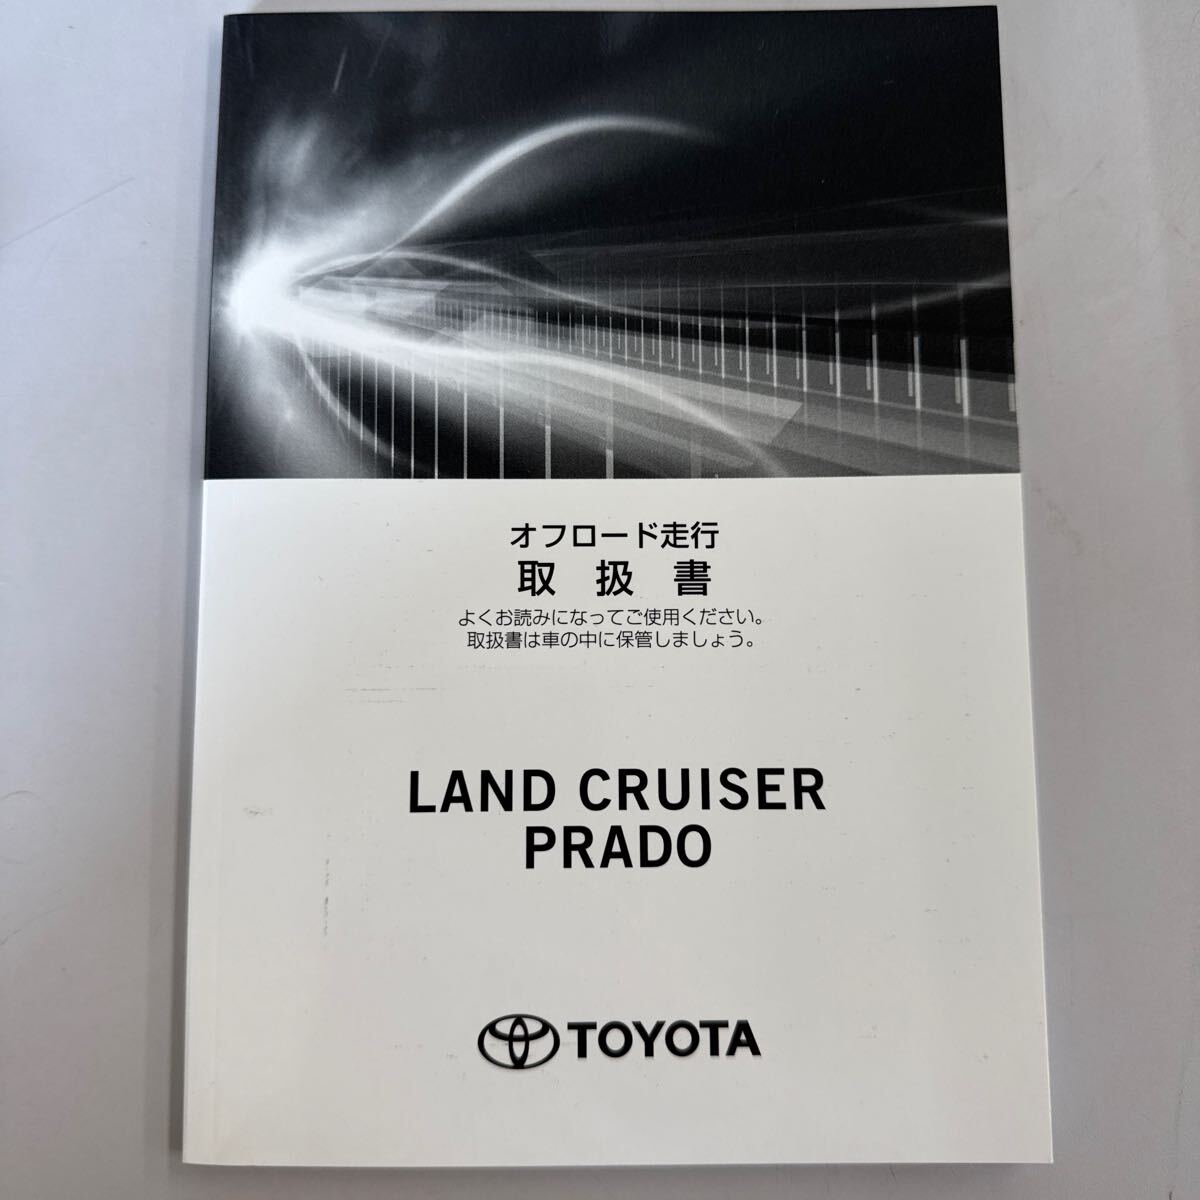 オフロード走行
取扱書
よくお読みになってご使用ください。
取扱書は車の中に保管しましょう。
LAND CRUISER
PRADO
TOYOTA